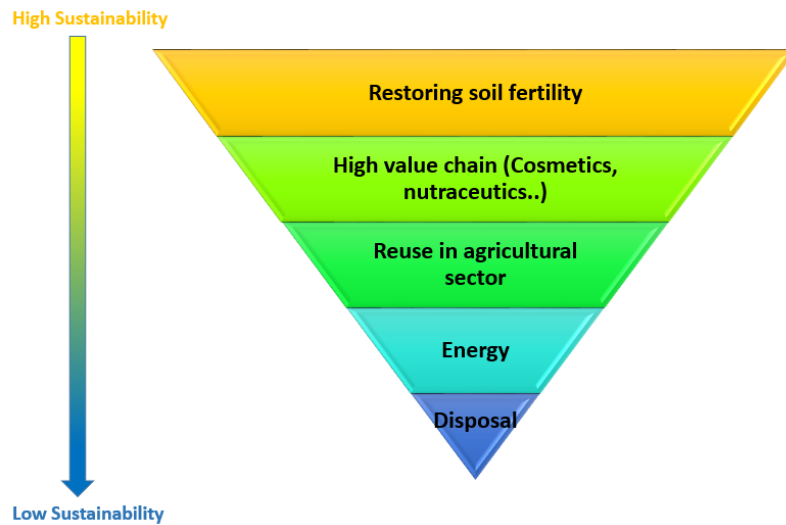 High Sustainability
Restoring soil fertility
High value chain (Cosmetics,
nutraceutics..)
Reuse in agricultural
sector
Energy
Disposal
Low Sustainability